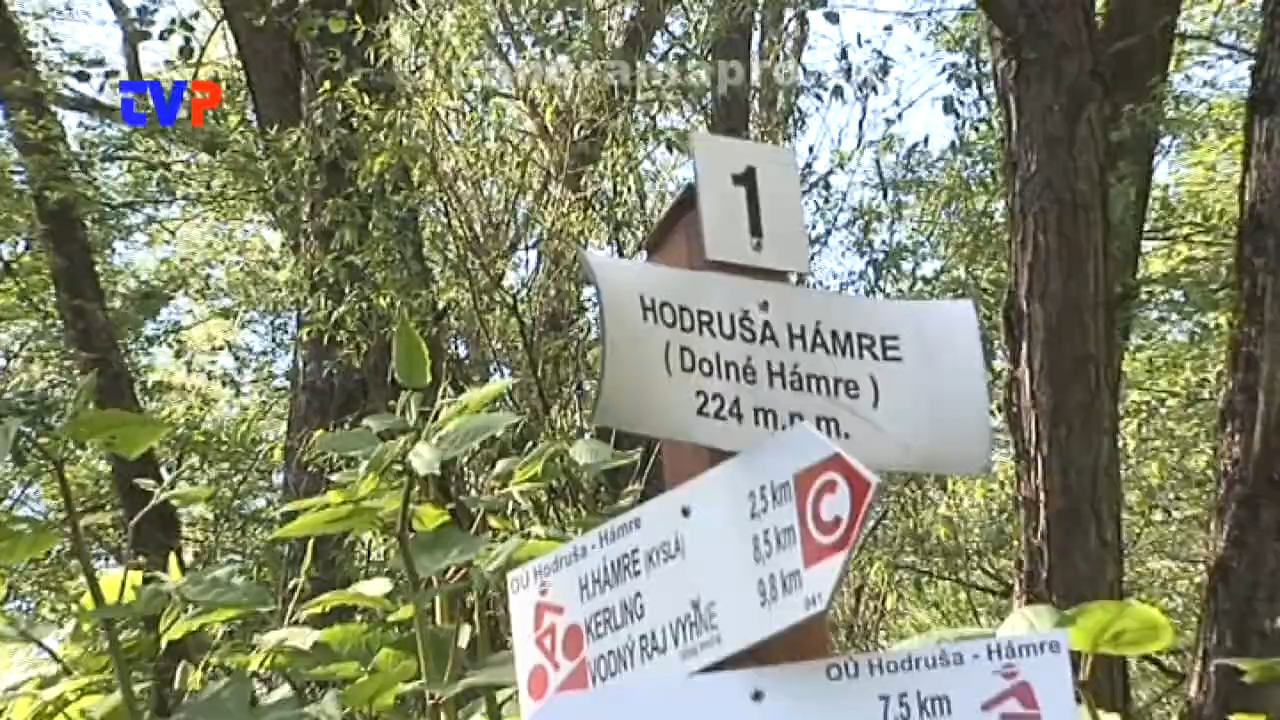 TVP
1
HODRUŠA HÁMRE
( Dolné Hámre )
224 m.n.m.
OÚ Hodruša - Hámre
H.HÁMRE (KYSLÁ) 2,5 km
KERLING 8,5 km
VODNÝ RAJ VYHNE 9,8 km
C
041
OÚ Hodruša - Hámre
7,5 km